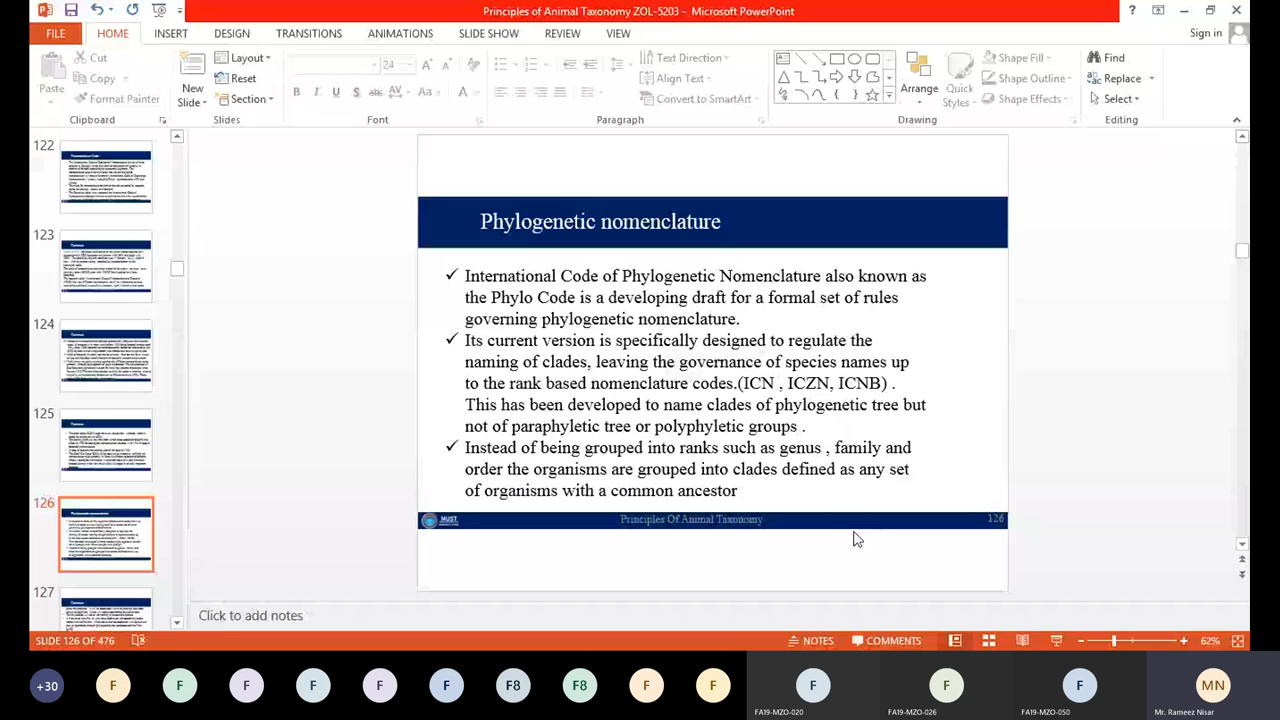 Principles of Animal Taxonomy ZOL-5203 - Microsoft PowerPoint
FILE HOME INSERT DESIGN TRANSITIONS ANIMATIONS SLIDE SHOW REVIEW VIEW Sign in
Paste
Cut
Copy
Format Painter
Clipboard
New Slide
Layout
Reset
Section
Slides
24
B I U S abc AV Aa A
Font
Text Direction
Align Text
Convert to SmartArt
Paragraph
Arrange
Quick Styles
Shape Fill
Shape Outline
Shape Effects
Drawing
Find
Replace
Select
Editing
122
123
124
125
126
127
Phylogenetic nomenclature
✓ International Code of Phylogenetic Nomenclature also known as
the Phylo Code is a developing draft for a formal set of rules
governing phylogenetic nomenclature.
✓ Its current version is specifically designed to regulate the
naming of clades, leaving the governance of species names up
to the rank based nomenclature codes.(ICN , ICZN, ICNB) .
This has been developed to name clades of phylogenetic tree but
not of paraphyletic tree or polyphyletic groups .
✓ Instead of being grouped into ranks such as genus , family and
order the organisms are grouped into clades defined as any set
of organisms with a common ancestor
MUST Principles Of Animal Taxonomy 126
Click to add notes
SLIDE 126 OF 476 NOTES COMMENTS 62%
+30 F F F F F F F8 F8 F F F F F MN
FA19-MZO-020 FA19-MZO-026 FA19-MZO-050 Mr. Rameez Nisar